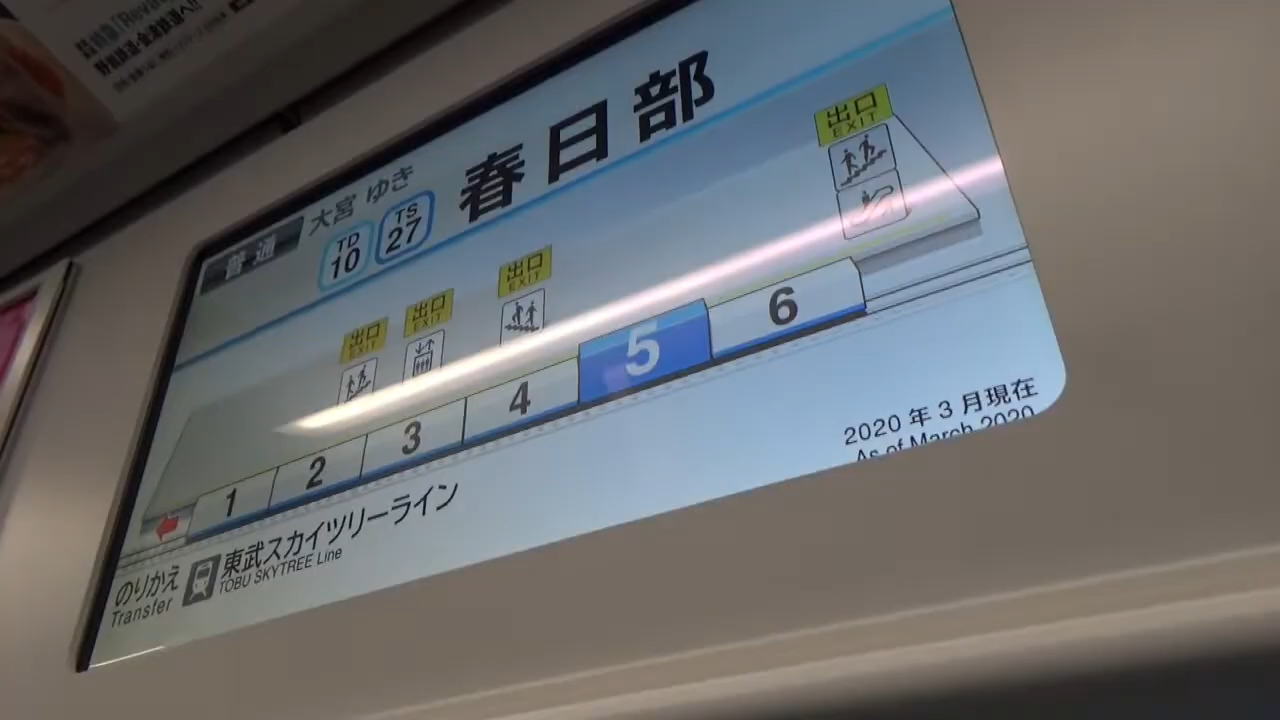 普通
大宮 ゆき
TD
10
TS
27
春日部
出口
EXIT
出口
EXIT
出口
EXIT
出口
EXIT
1
2
3
4
5
6
2020年3月現在
As of March 2020
のりかえ
Transfer
東武スカイツリーライン
TOBU SKYTREE Line